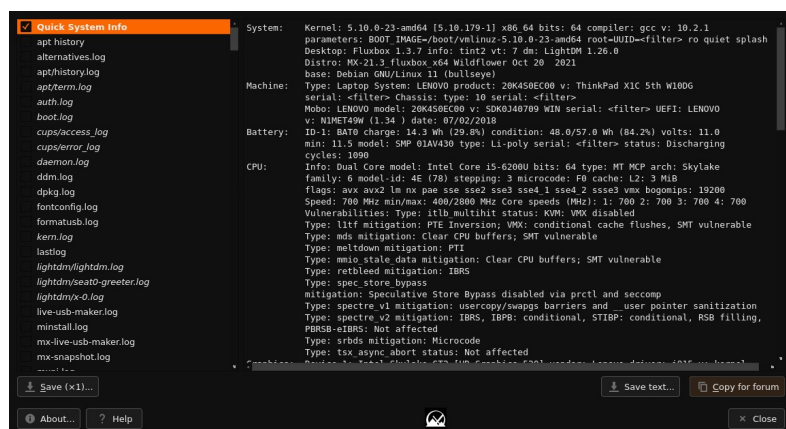 Quick System Info
apt history
alternatives.log
apt/history.log
apt/term.log
auth.log
boot.log
cups/access_log
cups/error_log
daemon.log
ddm.log
dpkg.log
fontconfig.log
formatusb.log
kern.log
lastlog
lightdm/lightdm.log
lightdm/seat0-greeter.log
lightdm/x-0.log
live-usb-maker.log
minstall.log
mx-live-usb-maker.log
mx-snapshot.log
System: Kernel: 5.10.0-23-amd64 [5.10.179-1] x86_64 bits: 64 compiler: gcc v: 10.2.1
parameters: BOOT_IMAGE=/boot/vmlinuz-5.10.0-23-amd64 root=UUID=<filter> ro quiet splash
Desktop: Fluxbox 1.3.7 info: tint2 vt: 7 dm: LightDM 1.26.0
Distro: MX-21.3_fluxbox_x64 Wildflower Oct 20 2021
base: Debian GNU/Linux 11 (bullseye)
Machine: Type: Laptop System: LENOVO product: 20K4S0EC00 v: ThinkPad X1C 5th W10DG
serial: <filter> Chassis: type: 10 serial: <filter>
Mobo: LENOVO model: 20K4S0EC00 v: SDK0J40709 WIN serial: <filter> UEFI: LENOVO
v: N1MET49W (1.34 ) date: 07/02/2018
Battery: ID-1: BAT0 charge: 14.3 Wh (29.8%) condition: 48.0/57.0 Wh (84.2%) volts: 11.0
min: 11.5 model: SMP 01AV430 type: Li-poly serial: <filter> status: Discharging
cycles: 1090
CPU: Info: Dual Core model: Intel Core i5-6200U bits: 64 type: MT MCP arch: Skylake
family: 6 model-id: 4E (78) stepping: 3 microcode: F0 cache: L2: 3 MiB
flags: avx avx2 lm nx pae sse sse2 sse3 sse4_1 sse4_2 ssse3 vmx bogomips: 19200
Speed: 700 MHz min/max: 400/2800 MHz Core speeds (MHz): 1: 700 2: 700 3: 700 4: 700
Vulnerabilities: Type: itlb_multihit status: KVM: VMX disabled
Type: l1tf mitigation: PTE Inversion; VMX: conditional cache flushes, SMT vulnerable
Type: mds mitigation: Clear CPU buffers; SMT vulnerable
Type: meltdown mitigation: PTI
Type: mmio_stale_data mitigation: Clear CPU buffers; SMT vulnerable
Type: retbleed mitigation: IBRS
Type: spec_store_bypass
mitigation: Speculative Store Bypass disabled via prctl and seccomp
Type: spectre_v1 mitigation: usercopy/swapgs barriers and __user pointer sanitization
Type: spectre_v2 mitigation: IBRS, IBPB: conditional, STIBP: conditional, RSB filling,
PBRSB-eIBRS: Not affected
Type: srbds mitigation: Microcode
Type: tsx_async_abort status: Not affected
Save (×1)...
Save text...
Copy for forum
About...
Help
Close